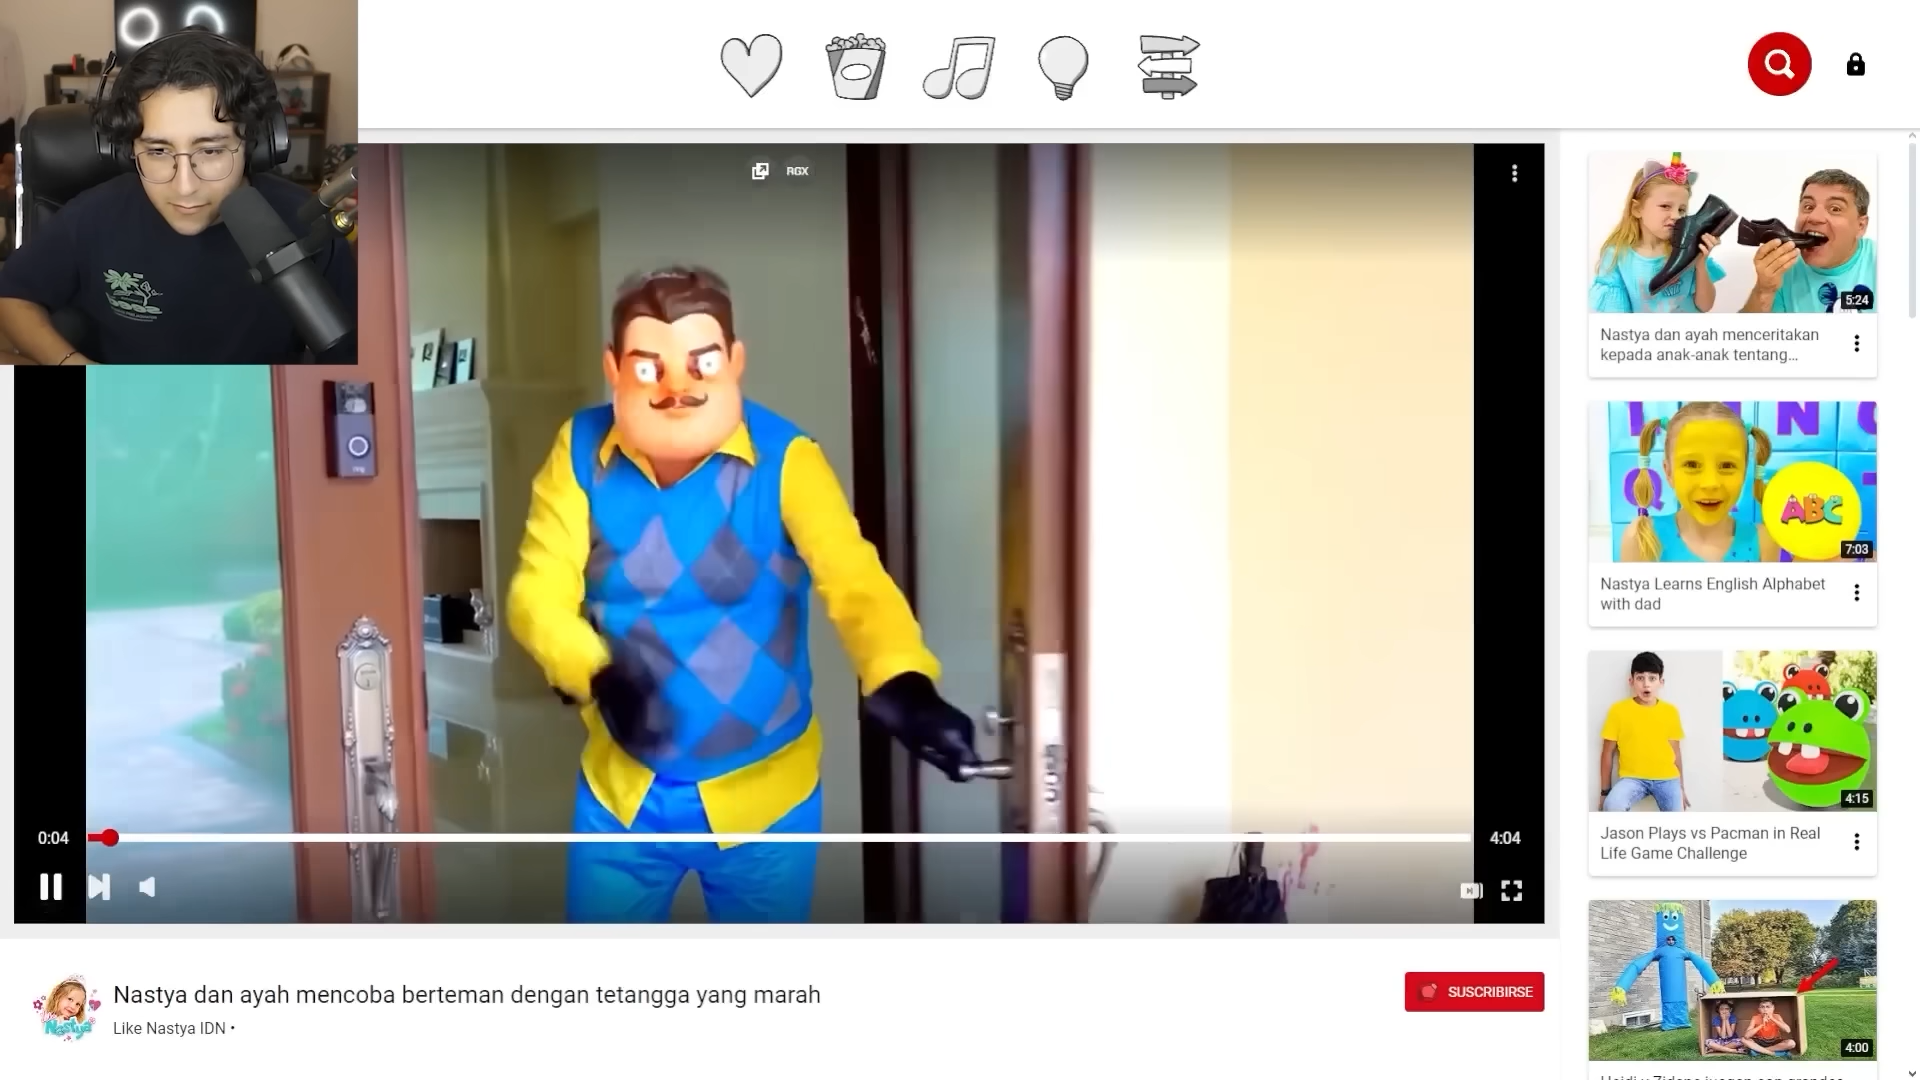 RGX
0:04
4:04
Nastya dan ayah mencoba berteman dengan tetangga yang marah
Like Nastya IDN •
SUSCRIBIRSE
5:24
Nastya dan ayah menceritakan
kepada anak-anak tentang...
ABC
7:03
Nastya Learns English Alphabet
with dad
4:15
Jason Plays vs Pacman in Real
Life Game Challenge
4:00